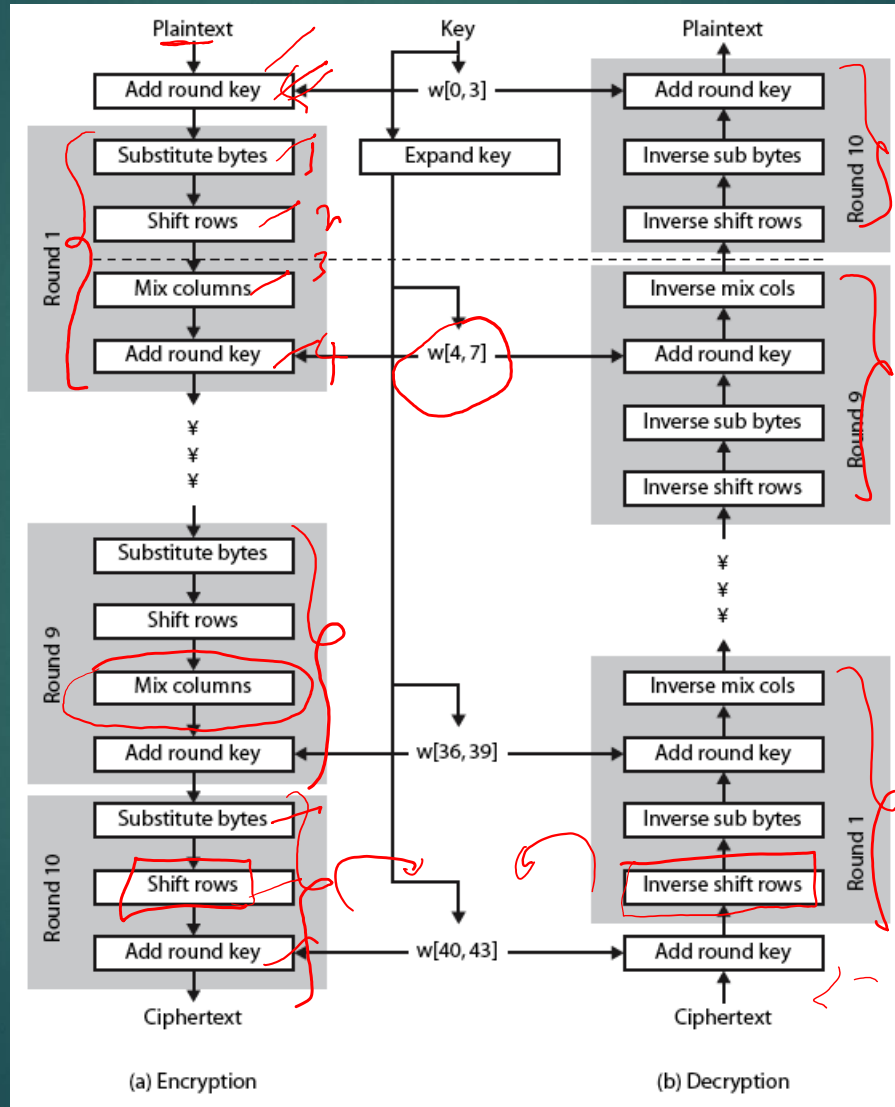 Plaintext
Key
Plaintext
Add round key
w[0, 3]
Add round key
Substitute bytes
1
Expand key
Inverse sub bytes
Round 10
Shift rows
2
Inverse shift rows
Round 1
3
Mix columns
Inverse mix cols
Add round key
4
w[4, 7]
Add round key
¥
¥
¥
Inverse sub bytes
Round 9
Inverse shift rows
Substitute bytes
¥
¥
¥
Shift rows
Round 9
Mix columns
Inverse mix cols
Add round key
w[36, 39]
Add round key
Substitute bytes
Inverse sub bytes
Round 1
Round 10
Shift rows
Inverse shift rows
Add round key
w[40, 43]
Add round key
Ciphertext
Ciphertext
(a) Encryption
(b) Decryption